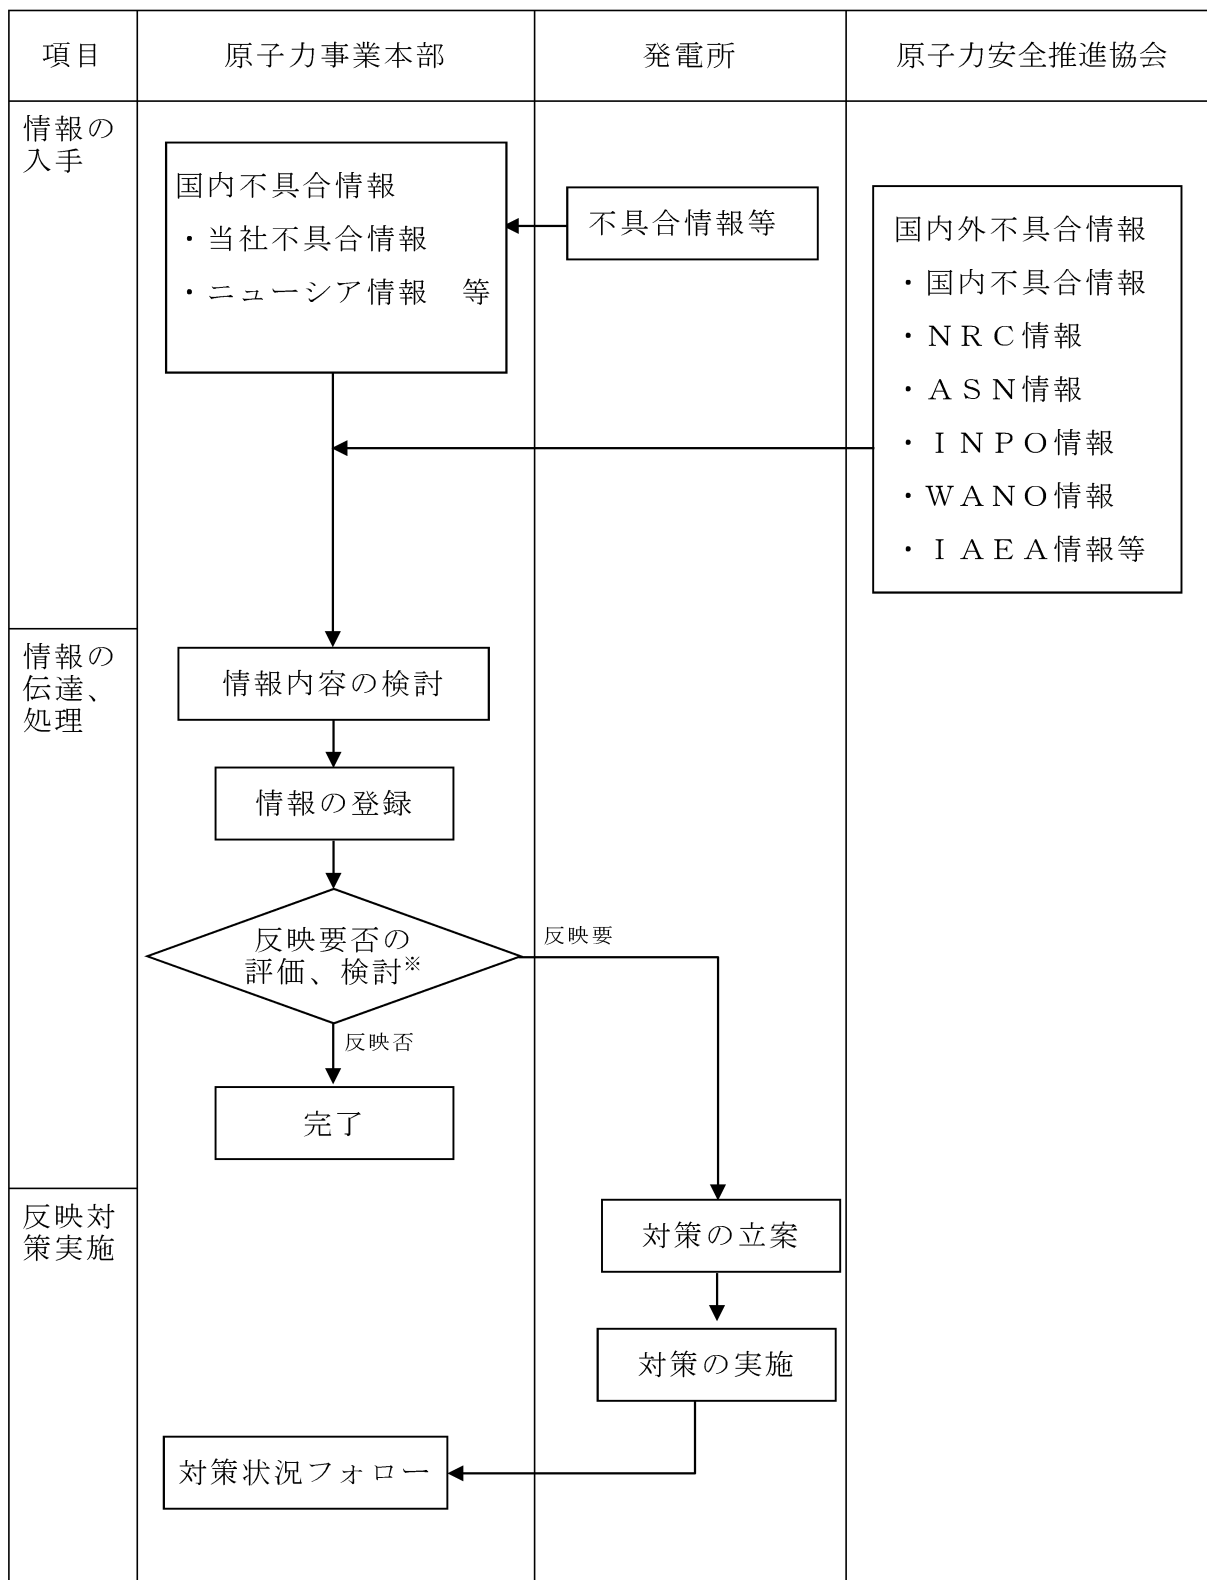 項目
原子力事業本部
発電所
原子力安全推進協会
情報の
入手
国内不具合情報
・当社不具合情報
・ニューシア情報　等
不具合情報等
国内外不具合情報
・国内不具合情報
・ＮＲＣ情報
・ＡＳＮ情報
・ＩＮＰＯ情報
・ＷＡＮＯ情報
・ＩＡＥＡ情報等
情報の
伝達、
処理
情報内容の検討
情報の登録
反映要否の
評価、検討※
反映要
反映否
完了
反映対
策実施
対策の立案
対策の実施
対策状況フォロー